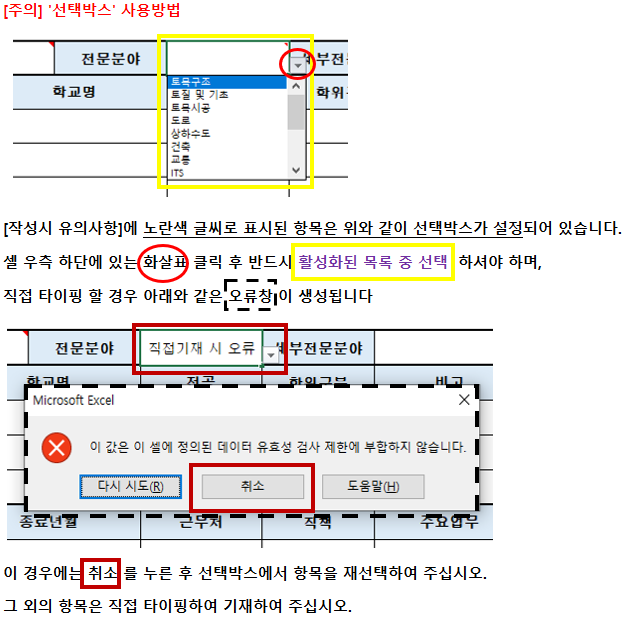 [주의] '선택박스' 사용방법
전문분야 세부전
학교명 학위
토목구조
토질 및 기초
토목시공
도로
상하수도
건축
교통
ITS
[작성시 유의사항]에 노란색 글씨로 표시된 항목은 위와 같이 선택박스가 설정되어 있습니다.
셀 우측 하단에 있는 화살표 클릭 후 반드시 활성화된 목록 중 선택 하셔야 하며,
직접 타이핑 할 경우 아래와 같은 오류창 이 생성됩니다
전문분야 직접기재 시 오류 세부전문분야
학교명 전공 학위구분 비고
Microsoft Excel
이 값은 이 셀에 정의된 데이터 유효성 검사 제한에 부합하지 않습니다.
다시 시도(R) 취소 도움말(H)
종료년월 근무처 직책 주요업무
이 경우에는 취소 를 누른 후 선택박스에서 항목을 재선택하여 주십시오.
그 외의 항목은 직접 타이핑하여 기재하여 주십시오.